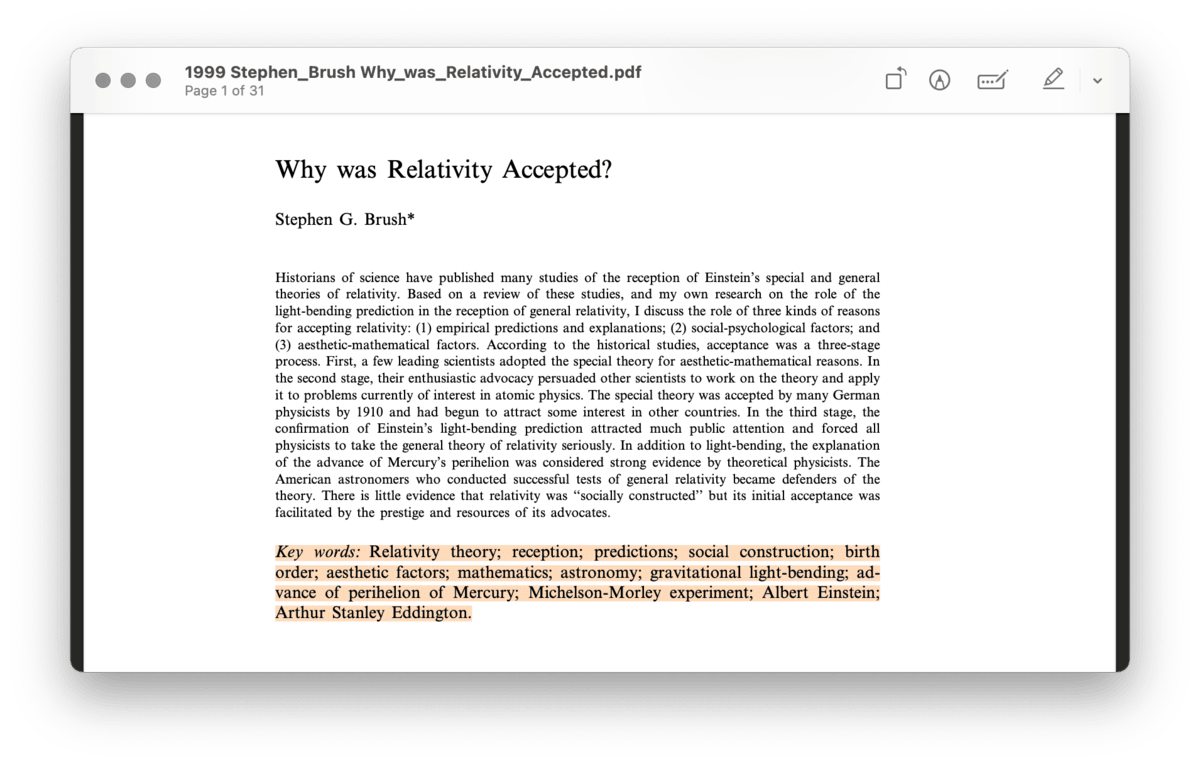 1999 Stephen_Brush Why_was_Relativity_Accepted.pdf
Page 1 of 31
Why was Relativity Accepted?
Stephen G. Brush*
Historians of science have published many studies of the reception of Einstein’s special and general
theories of relativity. Based on a review of these studies, and my own research on the role of the
light-bending prediction in the reception of general relativity, I discuss the role of three kinds of reasons
for accepting relativity: (1) empirical predictions and explanations; (2) social-psychological factors; and
(3) aesthetic-mathematical factors. According to the historical studies, acceptance was a three-stage
process. First, a few leading scientists adopted the special theory for aesthetic-mathematical reasons. In
the second stage, their enthusiastic advocacy persuaded other scientists to work on the theory and apply
it to problems currently of interest in atomic physics. The special theory was accepted by many German
physicists by 1910 and had begun to attract some interest in other countries. In the third stage, the
confirmation of Einstein’s light-bending prediction attracted much public attention and forced all
physicists to take the general theory of relativity seriously. In addition to light-bending, the explanation
of the advance of Mercury’s perihelion was considered strong evidence by theoretical physicists. The
American astronomers who conducted successful tests of general relativity became defenders of the
theory. There is little evidence that relativity was “socially constructed” but its initial acceptance was
facilitated by the prestige and resources of its advocates.
Key words: Relativity theory; reception; predictions; social construction; birth
order; aesthetic factors; mathematics; astronomy; gravitational light-bending; ad-
vance of perihelion of Mercury; Michelson-Morley experiment; Albert Einstein;
Arthur Stanley Eddington.